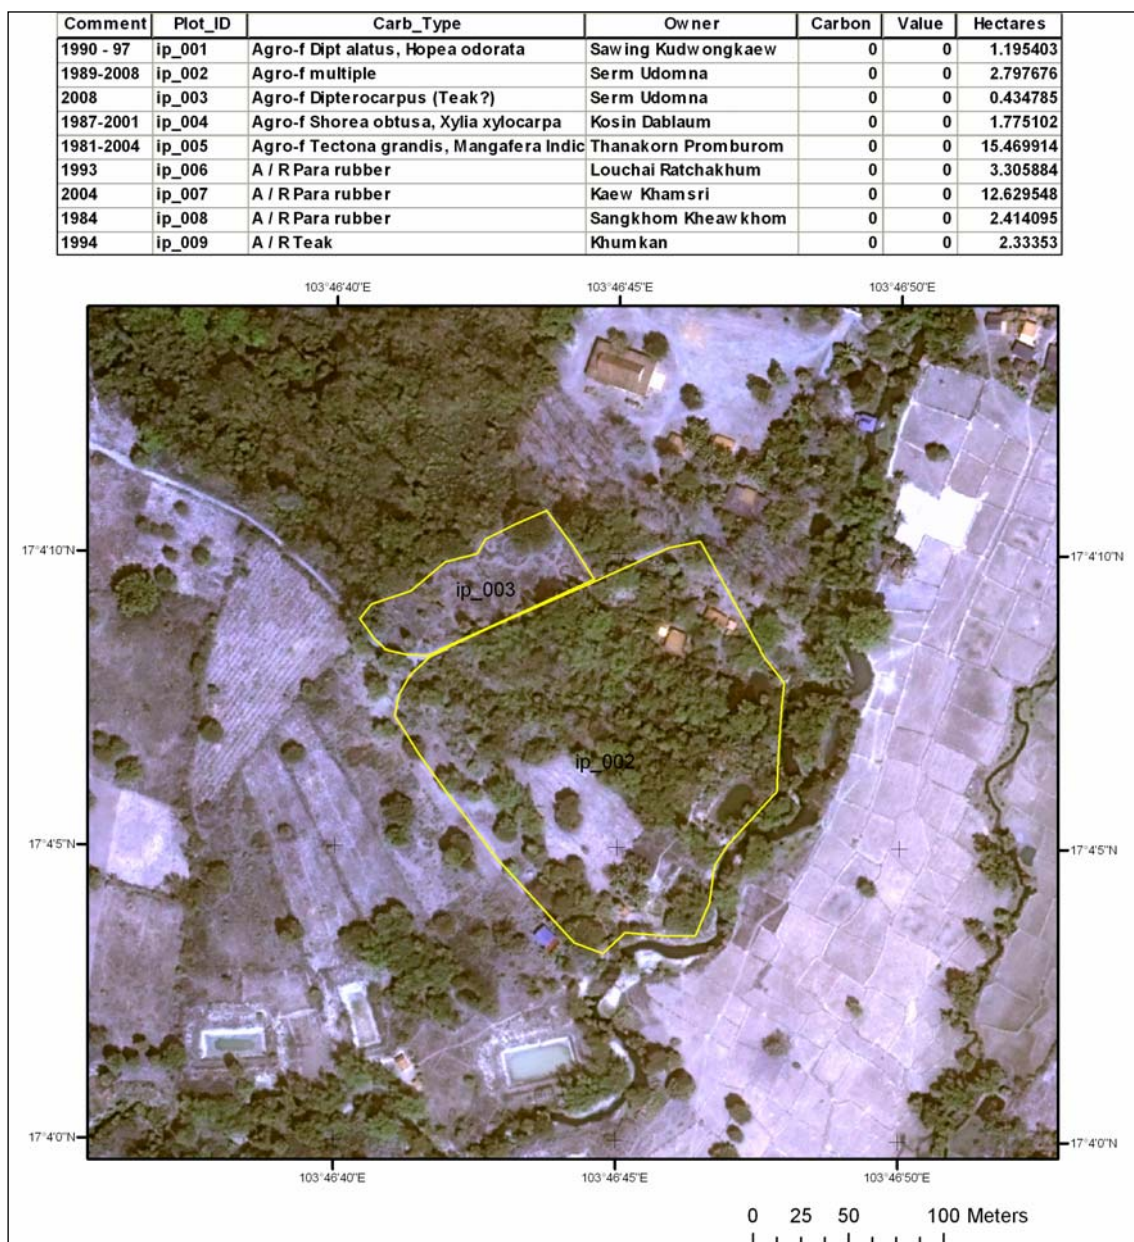 Comment Plot_ID Carb_Type Owner Carbon Value Hectares
1990 - 97 ip_001 Agro-f Dipt alatus, Hopea odorata Sawing Kudwongkaew 0 0 1.195403
1989-2008 ip_002 Agro-f multiple Serm Udomna 0 0 2.797676
2008 ip_003 Agro-f Dipterocarpus (Teak?) Serm Udomna 0 0 0.434785
1987-2001 ip_004 Agro-f Shorea obtusa, Xylia xylocarpa Kosin Dablaum 0 0 1.775102
1981-2004 ip_005 Agro-f Tectona grandis, Mangafera Indic Thanakorn Promburom 0 0 15.469914
1993 ip_006 A / R Para rubber Louchai Ratchakhum 0 0 3.305884
2004 ip_007 A / R Para rubber Kaew Khamsri 0 0 12.629548
1984 ip_008 A / R Para rubber Sangkhom Kheawkhom 0 0 2.414095
1994 ip_009 A / R Teak Khumkan 0 0 2.33353
103°46'40"E 103°46'45"E 103°46'50"E
17°4'10"N 17°4'10"N
ip_003
ip_002
17°4'5"N 17°4'5"N
17°4'0"N 17°4'0"N
103°46'40"E 103°46'45"E 103°46'50"E
0 25 50 100 Meters